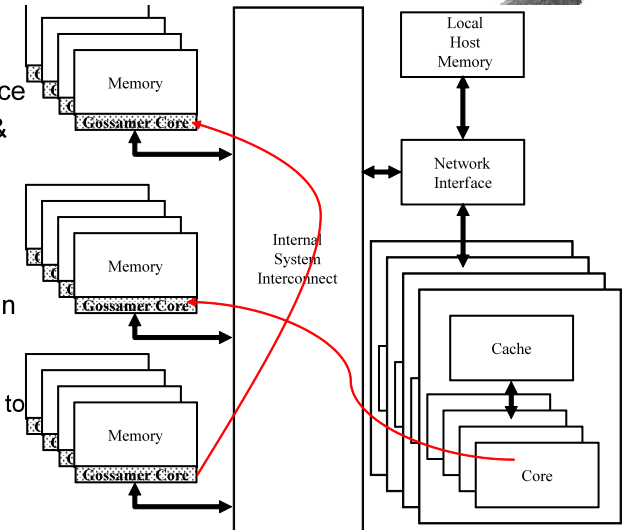 ce
&
n
to
Memory
Gossamer Core
Memory
Gossamer Core
Memory
Gossamer Core
Internal
System
Interconnect
Local
Host
Memory
Network
Interface
Cache
Core